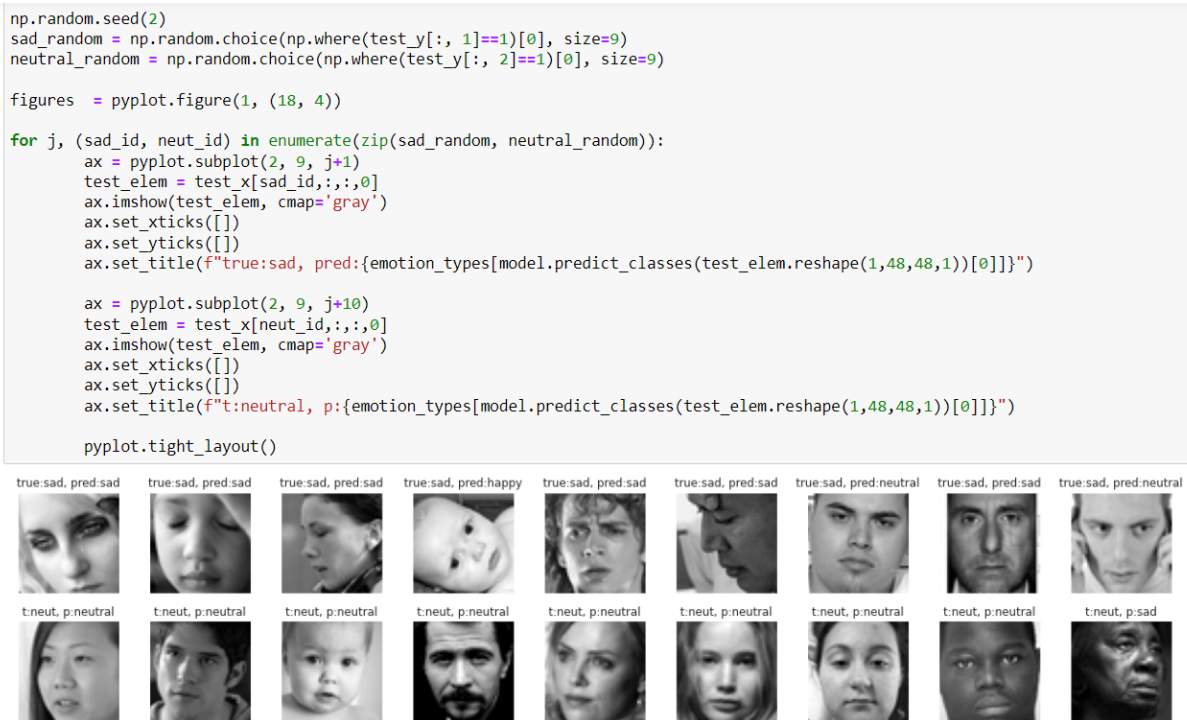 np.random.seed(2)
sad_random = np.random.choice(np.where(test_y[:, 1]==1)[0], size=9)
neutral_random = np.random.choice(np.where(test_y[:, 2]==1)[0], size=9)
figures  = pyplot.figure(1, (18, 4))
for j, (sad_id, neut_id) in enumerate(zip(sad_random, neutral_random)):
        ax = pyplot.subplot(2, 9, j+1)
        test_elem = test_x[sad_id,:,:,0]
        ax.imshow(test_elem, cmap='gray')
        ax.set_xticks([])
        ax.set_yticks([])
        ax.set_title(f"true:sad, pred:{emotion_types[model.predict_classes(test_elem.reshape(1,48,48,1))[0]]}")
        ax = pyplot.subplot(2, 9, j+10)
        test_elem = test_x[neut_id,:,:,0]
        ax.imshow(test_elem, cmap='gray')
        ax.set_xticks([])
        ax.set_yticks([])
        ax.set_title(f"t:neutral, p:{emotion_types[model.predict_classes(test_elem.reshape(1,48,48,1))[0]]}")
        pyplot.tight_layout()
true:sad, pred:sad true:sad, pred:sad true:sad, pred:sad true:sad, pred:happy true:sad, pred:sad true:sad, pred:sad true:sad, pred:neutral true:sad, pred:sad true:sad, pred:neutral
t:neut, p:neutral t:neut, p:neutral t:neut, p:neutral t:neut, p:neutral t:neut, p:neutral t:neut, p:neutral t:neut, p:neutral t:neut, p:neutral t:neut, p:sad